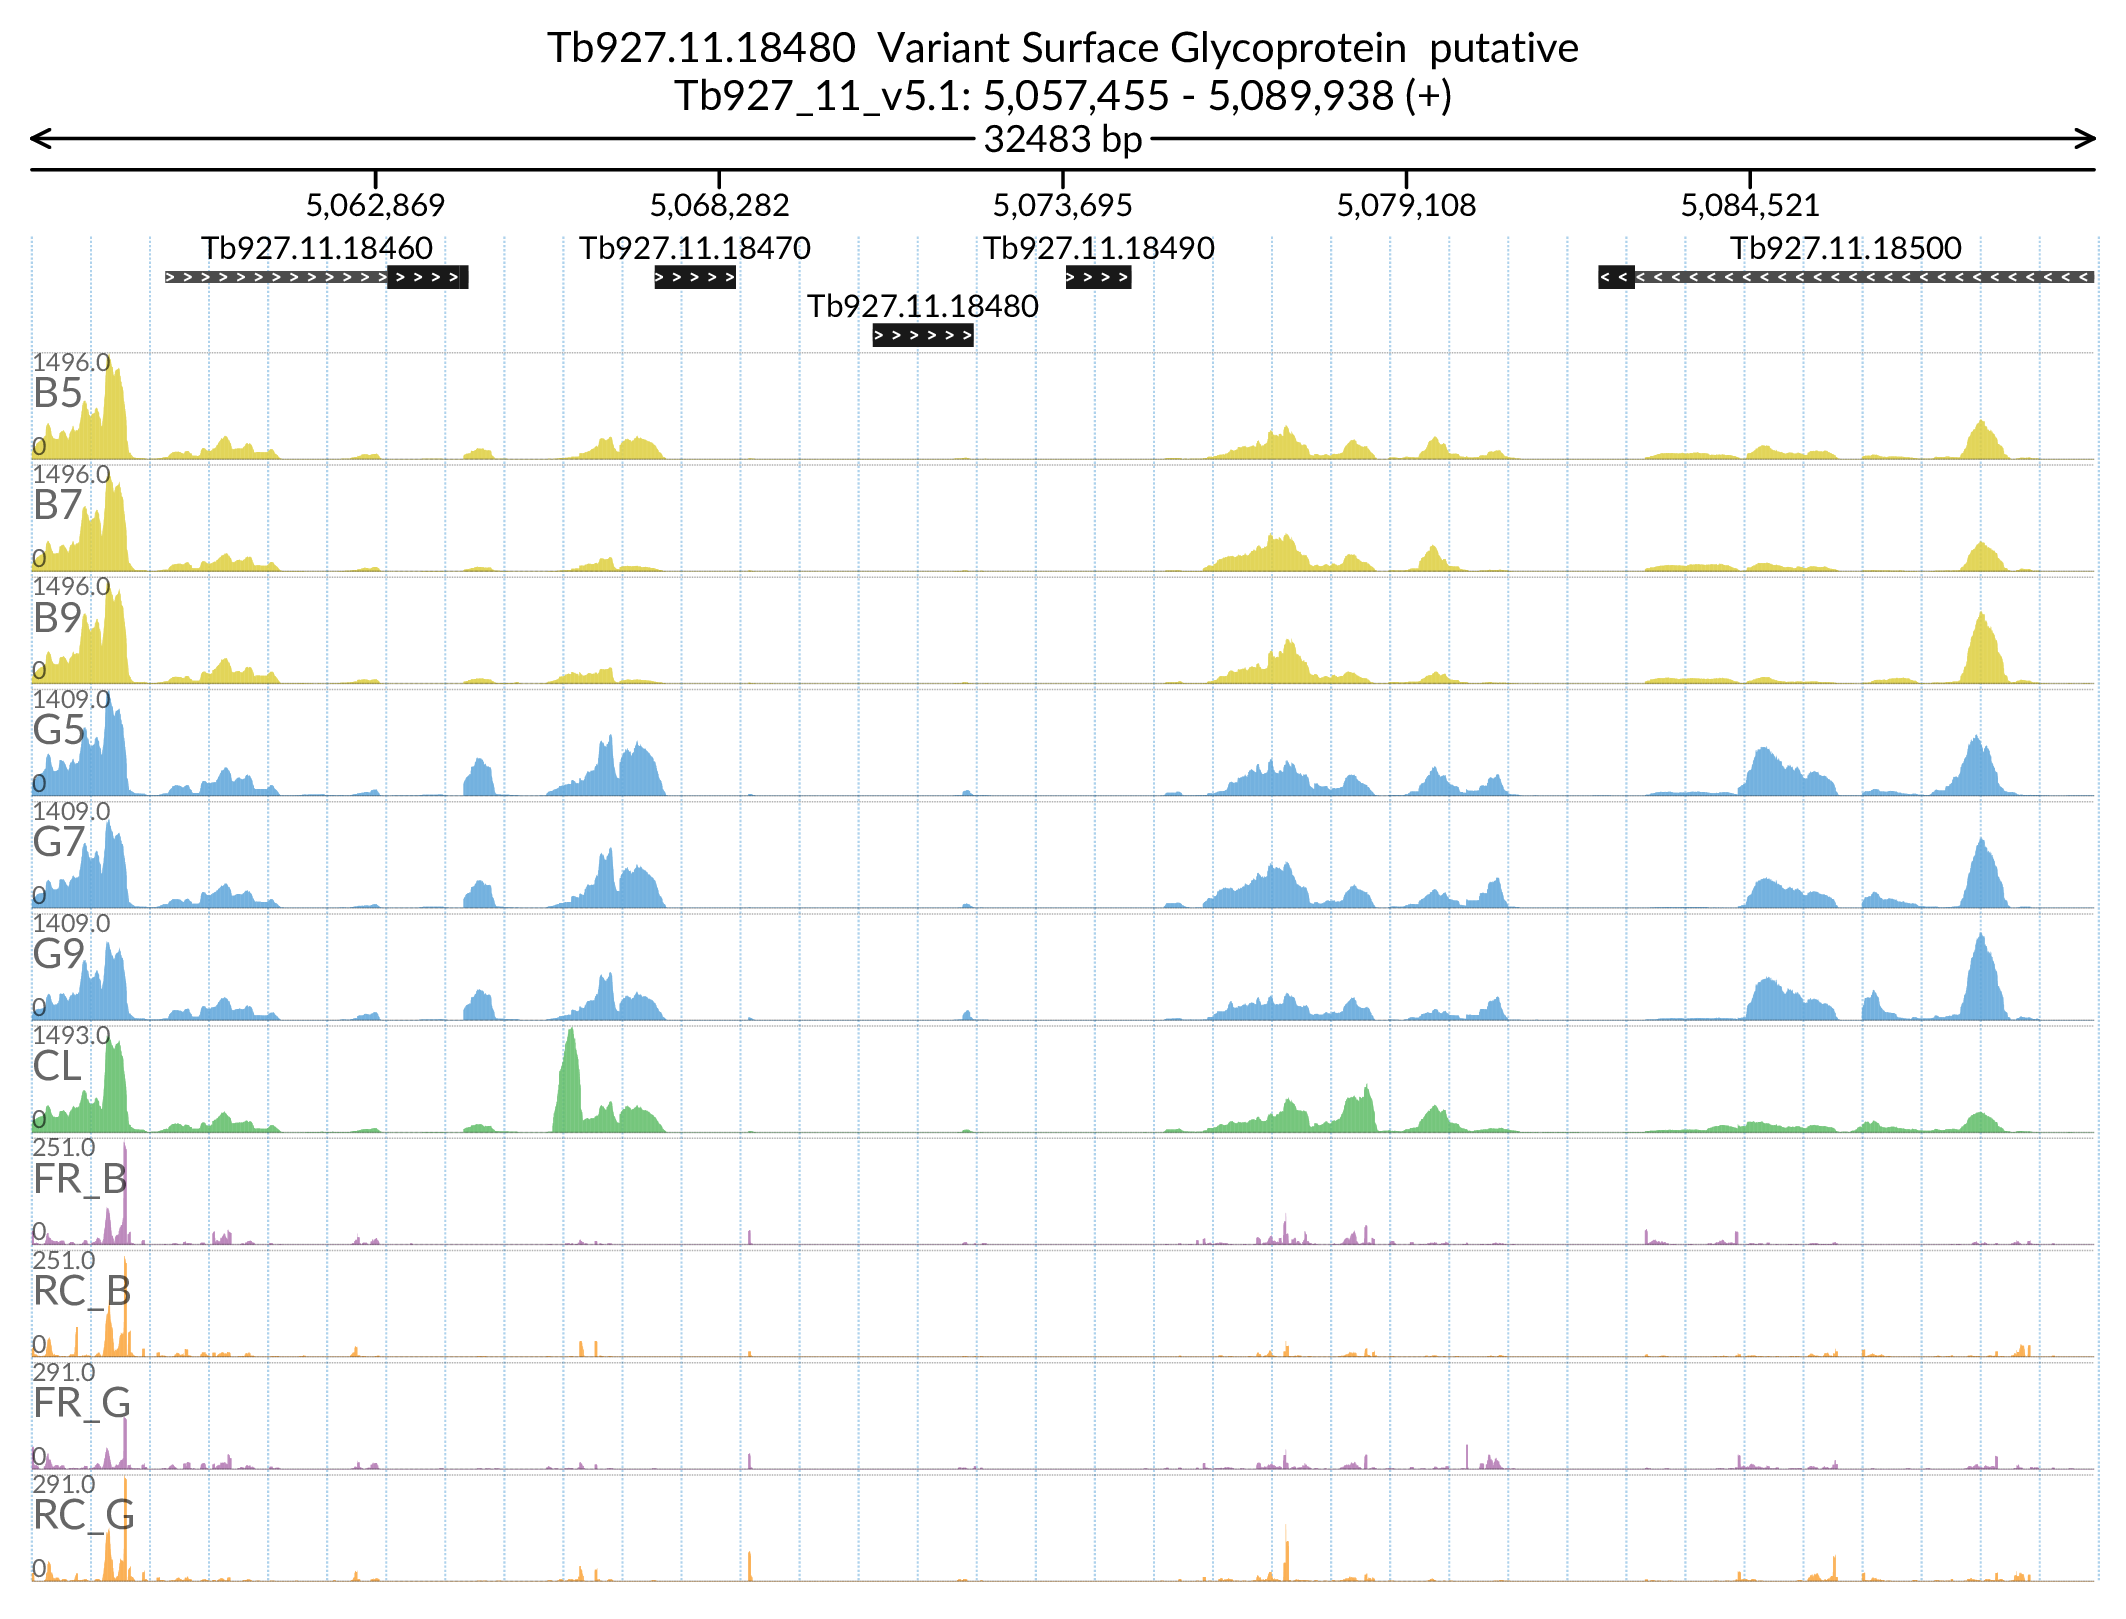 Tb927.11.18480 Variant Surface Glycoprotein putative
Tb927_11_v5.1: 5,057,455 - 5,089,938 (+)
32483 bp
5,062,869 5,068,282 5,073,695 5,079,108 5,084,521
Tb927.11.18460 Tb927.11.18470 Tb927.11.18490 Tb927.11.18500
Tb927.11.18480
1496.0
B5
0
1496.0
B7
0
1496.0
B9
0
1409.0
G5
0
1409.0
G7
0
1409.0
G9
0
1493.0
CL
0
251.0
FR_B
0
251.0
RC_B
0
291.0
FR_G
0
291.0
RC_G
0